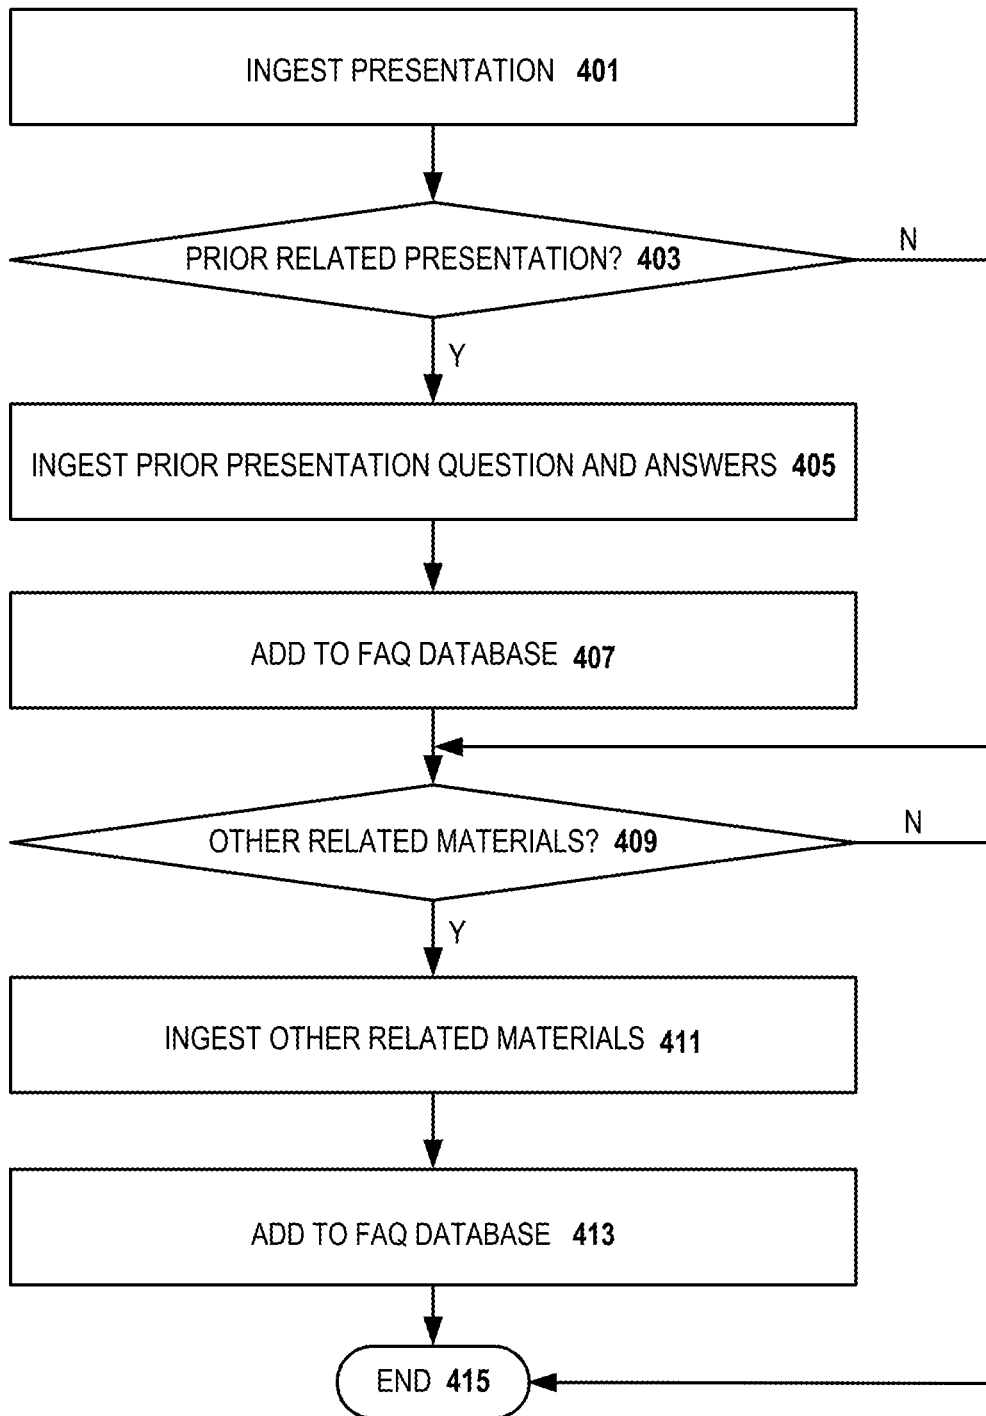 INGEST PRESENTATION 401
PRIOR RELATED PRESENTATION? 403
N
Y
INGEST PRIOR PRESENTATION QUESTION AND ANSWERS 405
ADD TO FAQ DATABASE 407
OTHER RELATED MATERIALS? 409
N
Y
INGEST OTHER RELATED MATERIALS 411
ADD TO FAQ DATABASE 413
END 415